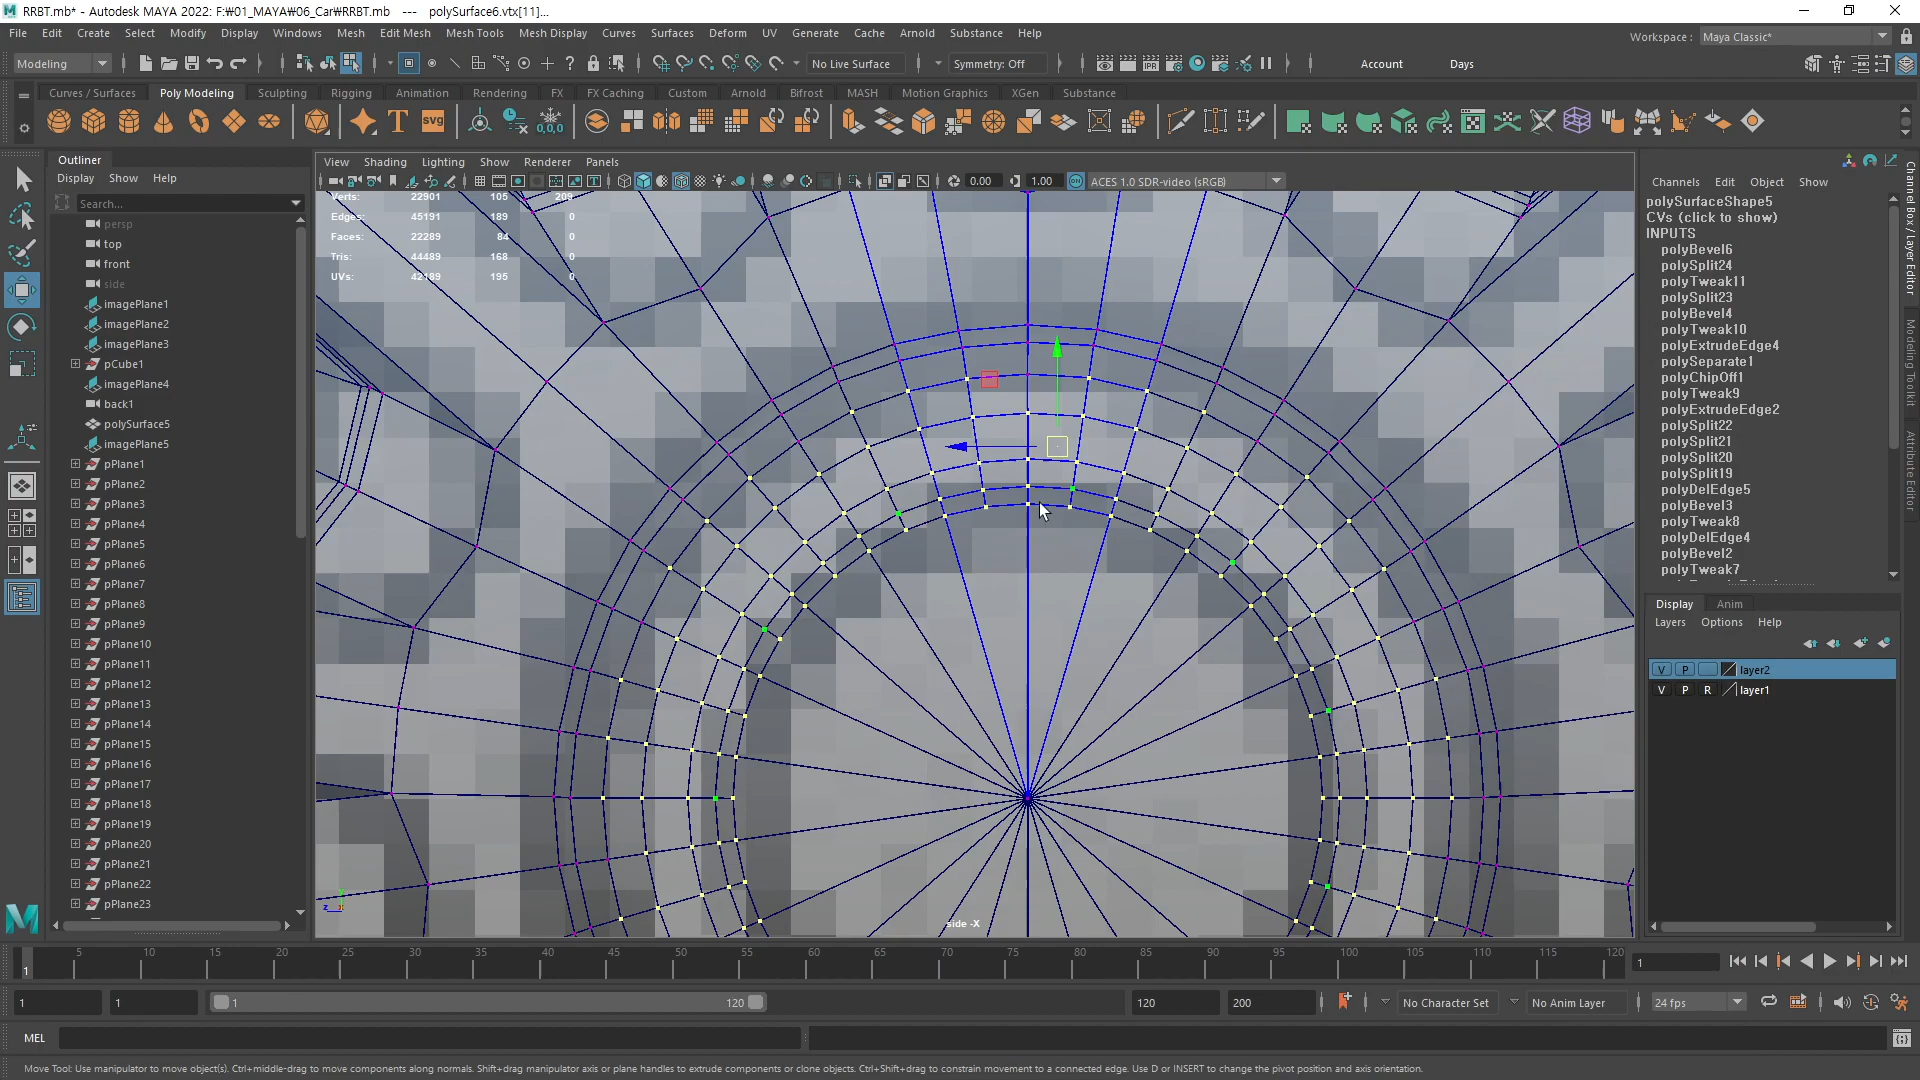 RRBT.mb* - Autodesk MAYA 2022: F:₩01_MAYA₩06_Car₩RRBT.mb --- polySurface6.vtx[11]...
File Edit Create Select Modify Display Windows Mesh Edit Mesh Mesh Tools Mesh Display Curves Surfaces Deform UV Generate Cache Arnold Substance Help
Workspace : Maya Classic*
Modeling
No Live Surface
Symmetry: Off
Account
Days
Curves / Surfaces Poly Modeling Sculpting Rigging Animation Rendering FX FX Caching Custom Arnold Bifrost MASH Motion Graphics XGen Substance
Outliner
Display Show Help
Search...
persp
top
front
side
imagePlane1
imagePlane2
imagePlane3
pCube1
imagePlane4
back1
polySurface5
imagePlane5
pPlane1
pPlane2
pPlane3
pPlane4
pPlane5
pPlane6
pPlane7
pPlane8
pPlane9
pPlane10
pPlane11
pPlane12
pPlane13
pPlane14
pPlane15
pPlane16
pPlane17
pPlane18
pPlane19
pPlane20
pPlane21
pPlane22
pPlane23
View Shading Lighting Show Renderer Panels
0.00 1.00 ON ACES 1.0 SDR-video (sRGB)
Verts: 22901 105 209
Edges: 45191 189 0
Faces: 22289 84 0
Tris: 44489 168 0
UVs: 42189 195 0
side -X
Channels Edit Object Show
polySurfaceShape5
CVs (click to show)
INPUTS
polyBevel6
polySplit24
polyTweak11
polySplit23
polyBevel4
polyTweak10
polyExtrudeEdge4
polySeparate1
polyChipOff1
polyTweak9
polyExtrudeEdge2
polySplit22
polySplit21
polySplit20
polySplit19
polyDelEdge5
polyBevel3
polyTweak8
polyDelEdge4
polyBevel2
polyTweak7
Display Anim
Layers Options Help
V P layer2
V P R layer1
Channel Box / Layer Editor
Modeling Toolkit
Attribute Editor
5 10 15 20 25 30 35 40 45 50 55 60 65 70 75 80 85 90 95 100 105 110 115 120
1
1
1 1 1 120 120 200 No Character Set No Anim Layer 24 fps
MEL
Move Tool: Use manipulator to move object(s). Ctrl+middle-drag to move components along normals. Shift+drag manipulator axis or plane handles to extrude components or clone objects. Ctrl+Shift+drag to constrain movement to a connected edge. Use D or INSERT to change the pivot position and axis orientation.